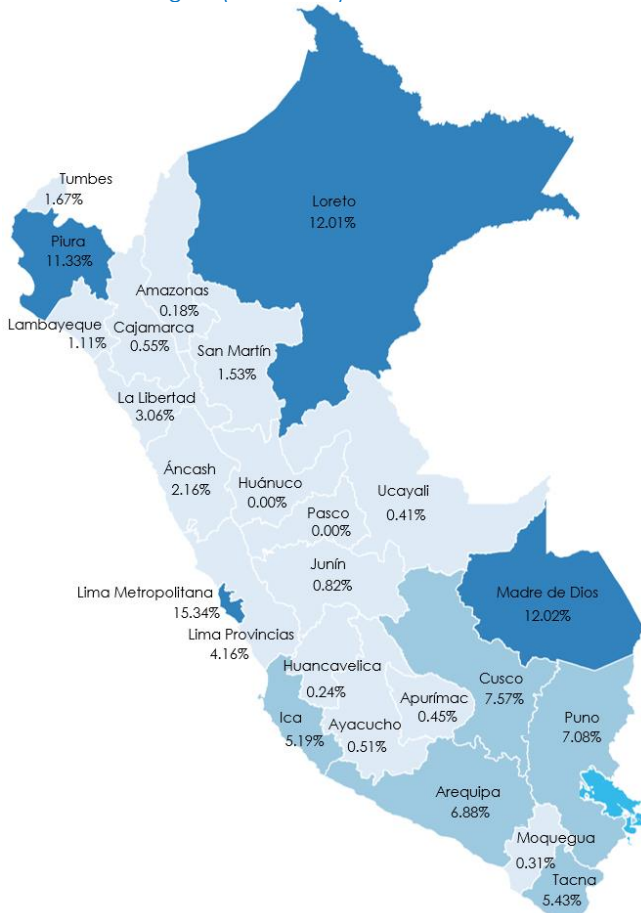 Tumbes
1.67%
Loreto
12.01%
Piura
11.33%
Amazonas
0.18%
Lambayeque
1.11%
Cajamarca
0.55%
San Martín
1.53%
La Libertad
3.06%
Áncash
2.16%
Huánuco
0.00%
Ucayali
0.41%
Pasco
0.00%
Junín
0.82%
Lima Metropolitana
15.34%
Madre de Dios
12.02%
Lima Provincias
4.16%
Huancavelica
0.24%
Cusco
7.57%
Apurímac
0.45%
Ica
5.19%
Ayacucho
0.51%
Puno
7.08%
Arequipa
6.88%
Moquegua
0.31%
Tacna
5.43%